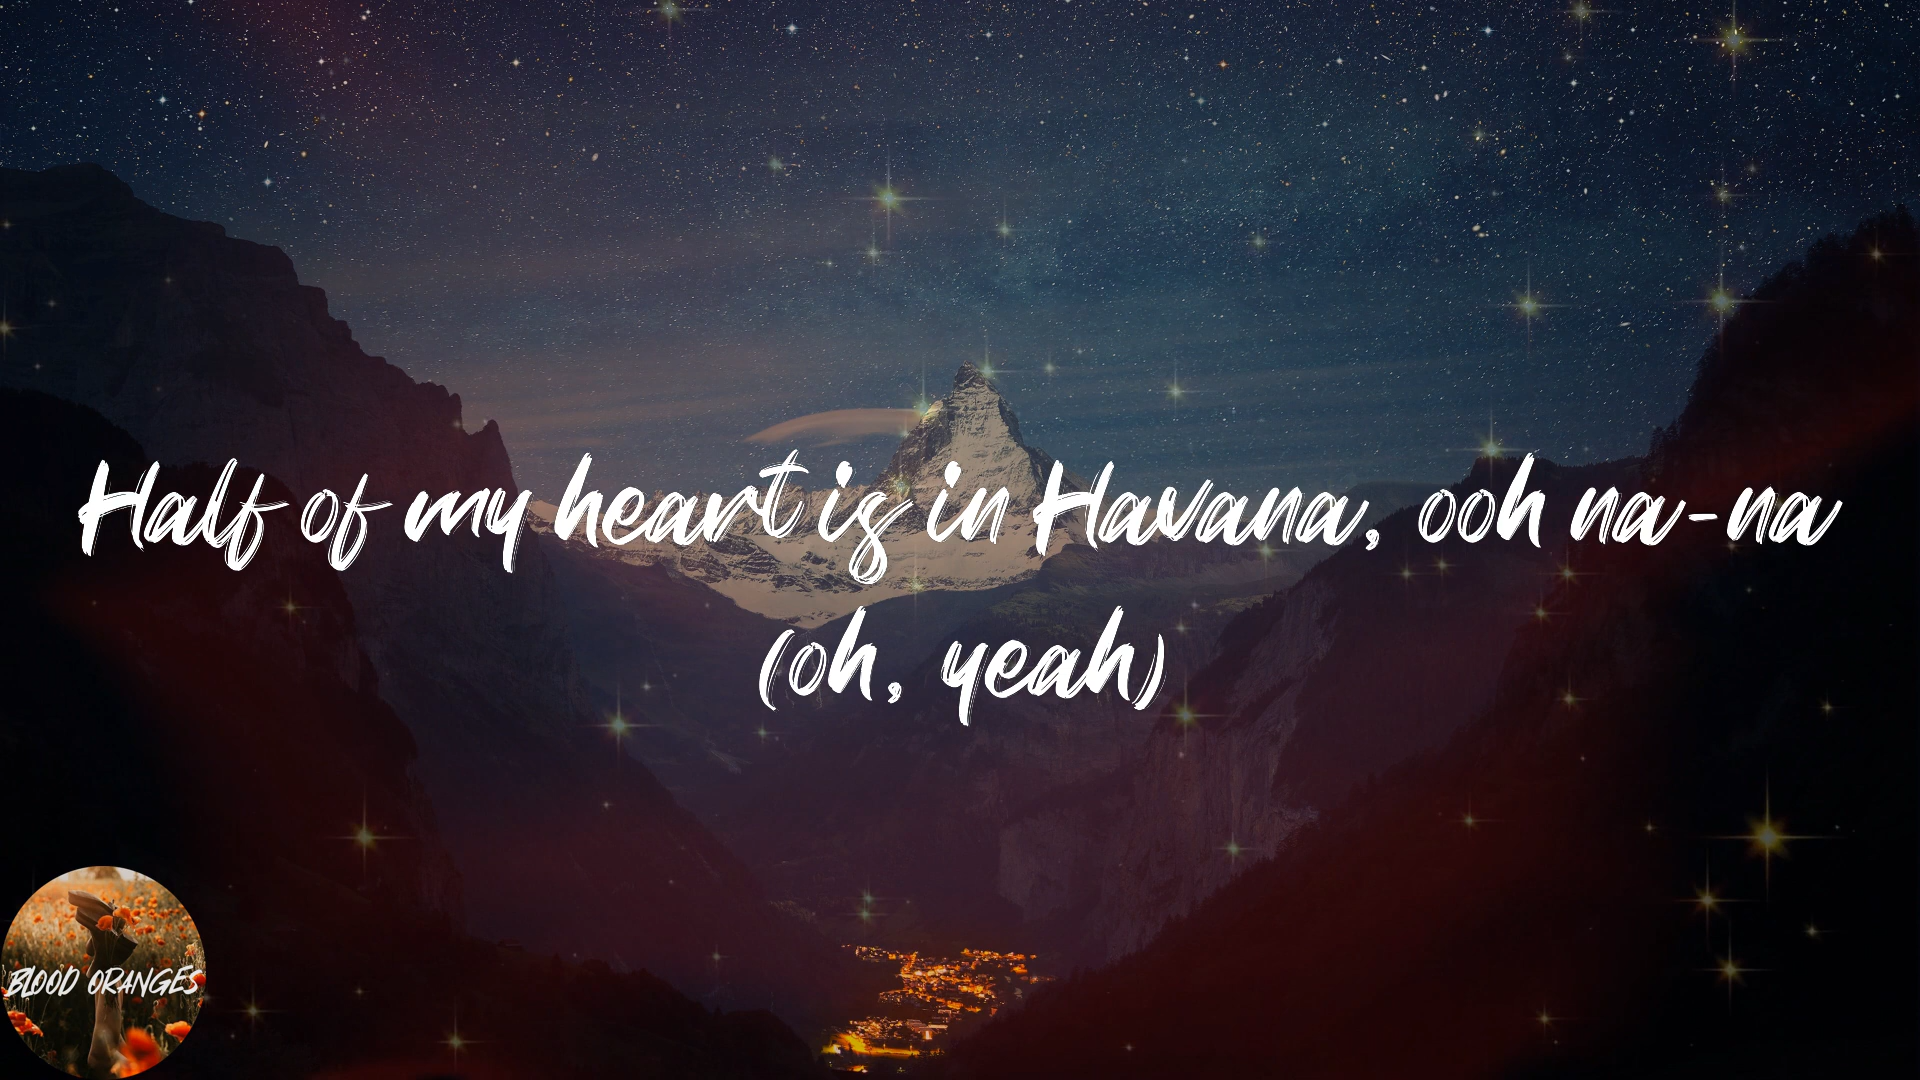 Half of my heart is in Havana, ooh na-na
(oh, yeah)
BLOOD ORANGES